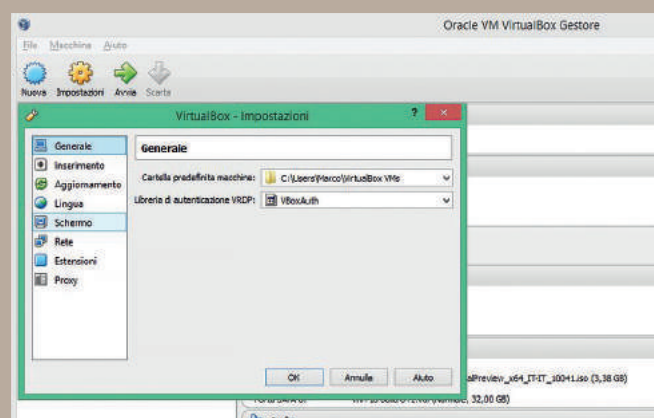 Oracle VM VirtualBox Gestore
File Macchina Aiuto
Nuova Impostazioni Avvia Scarta
VirtualBox - Impostazioni ?
Generale
Inserimento
Aggiornamento
Lingua
Schermo
Rete
Estensioni
Proxy
Generale
Cartella predefinita macchine: C:\Users\Marco\VirtualBox VMs
Libreria di autenticazione VRDP: VBoxAuth
OK Annulla Aiuto
alPreview_x64_IT-IT_10041.iso (3,38 GB)
32,00 GB)